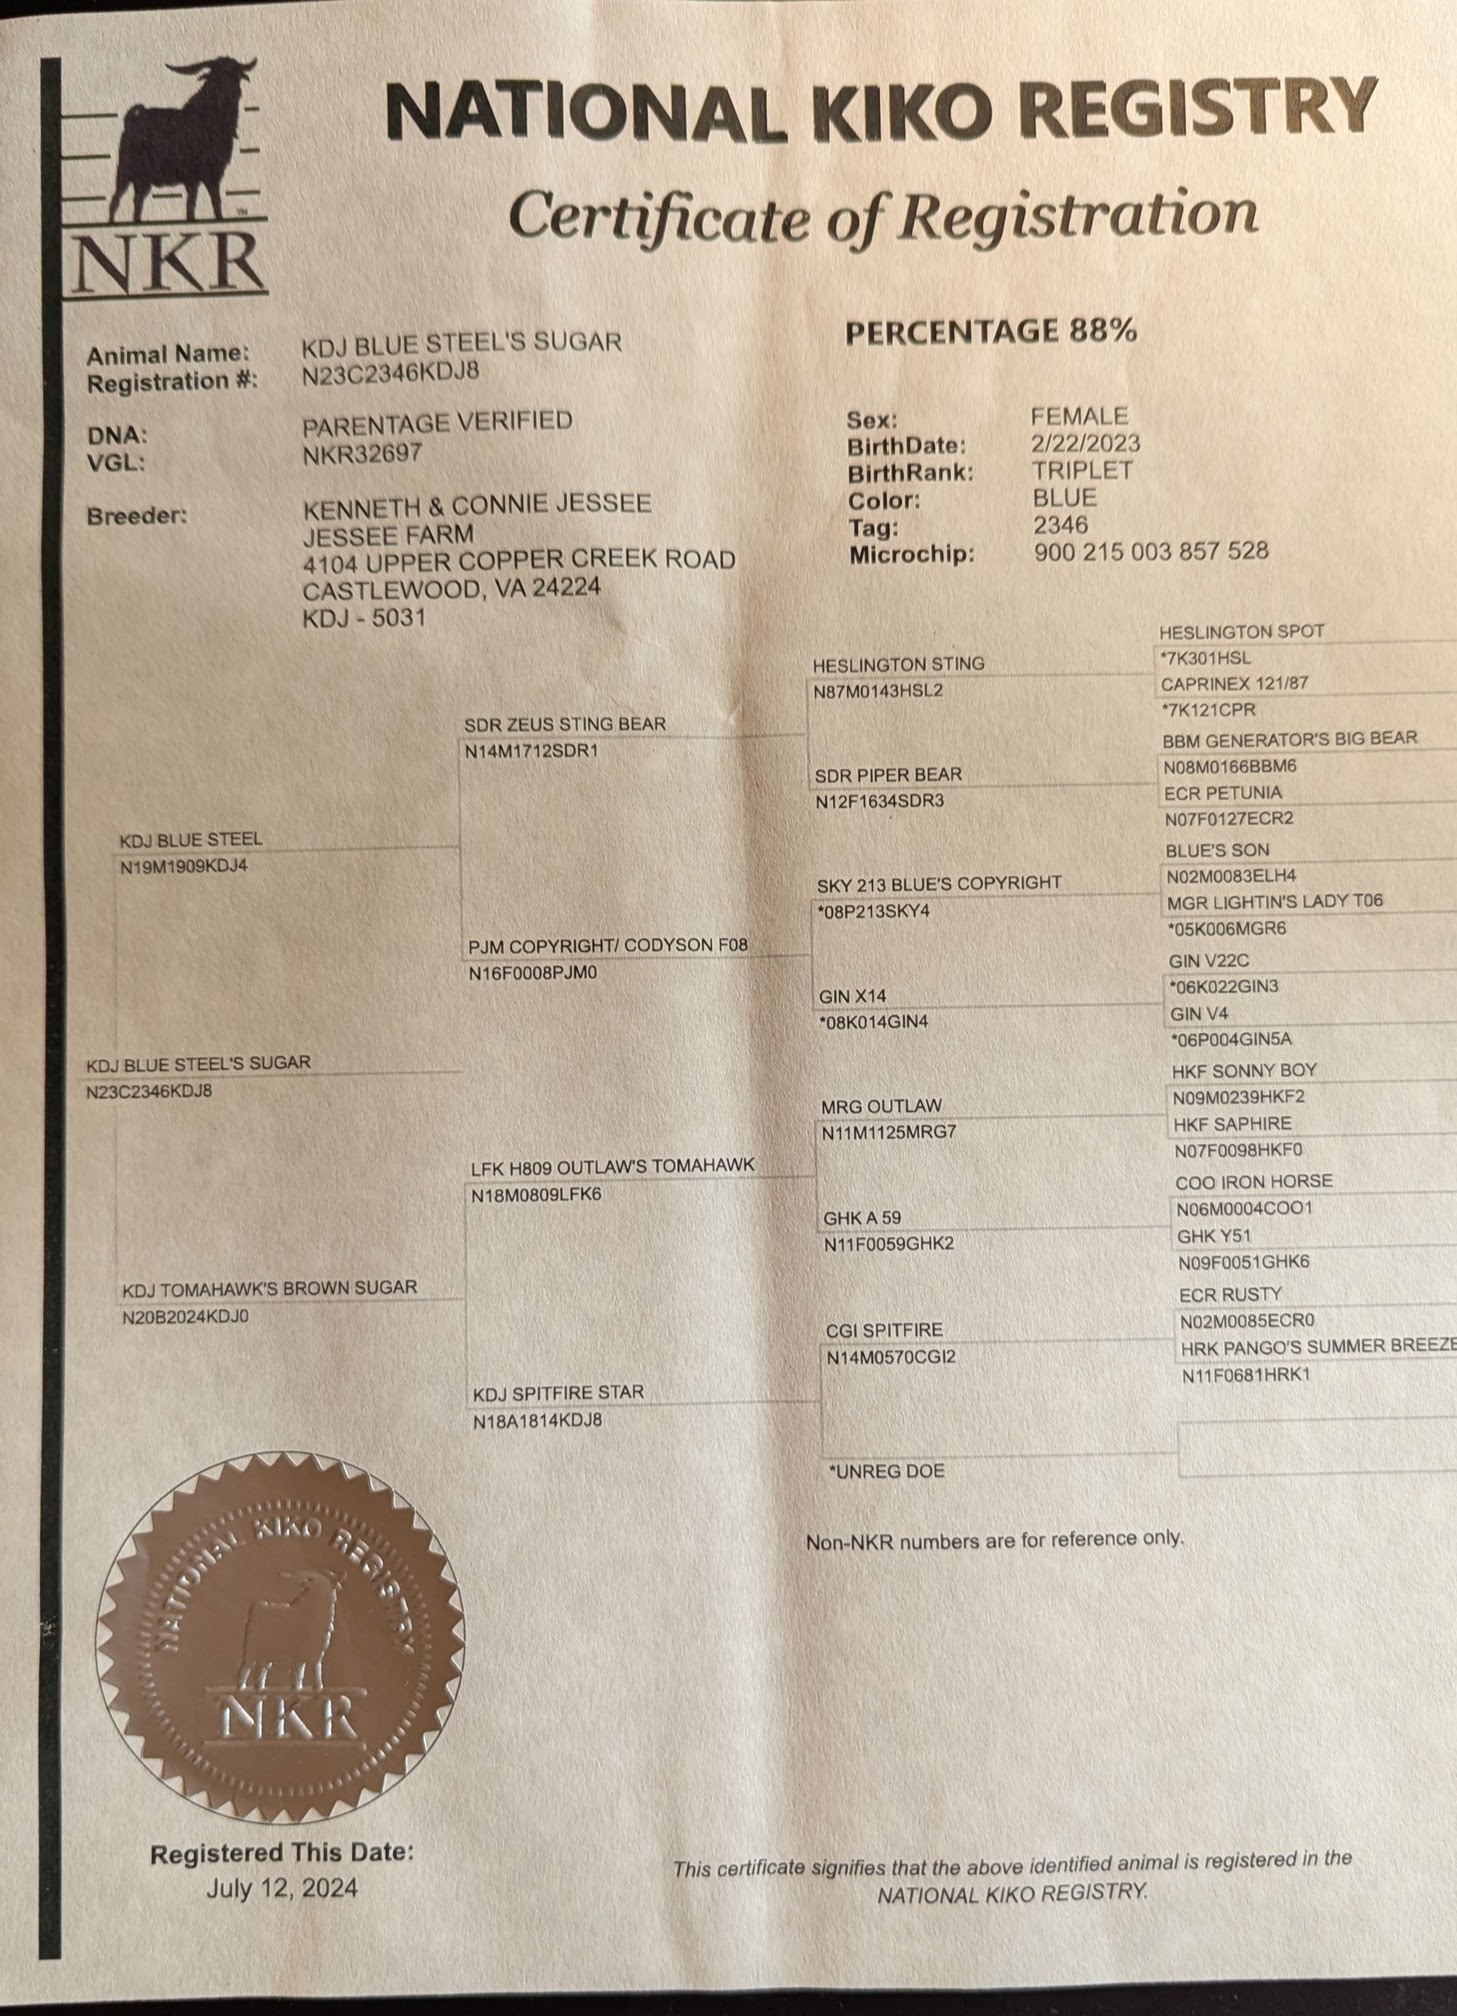 NATIONAL KIKO REGISTRY
Certificate of Registration
NKR
Animal Name: KDJ BLUE STEEL'S SUGAR
Registration #: N23C2346KDJ8
DNA: PARENTAGE VERIFIED
VGL: NKR32697
Breeder: KENNETH & CONNIE JESSEE
JESSEE FARM
4104 UPPER COPPER CREEK ROAD
CASTLEWOOD, VA 24224
KDJ - 5031
PERCENTAGE 88%
Sex: FEMALE
BirthDate: 2/22/2023
BirthRank: TRIPLET
Color: BLUE
Tag: 2346
Microchip: 900 215 003 857 528
KDJ BLUE STEEL'S SUGAR
N23C2346KDJ8
KDJ BLUE STEEL
N19M1909KDJ4
KDJ TOMAHAWK'S BROWN SUGAR
N20B2024KDJ0
SDR ZEUS STING BEAR
N14M1712SDR1
PJM COPYRIGHT/ CODYSON F08
N16F0008PJM0
LFK H809 OUTLAW'S TOMAHAWK
N18M0809LFK6
KDJ SPITFIRE STAR
N18A1814KDJ8
HESLINGTON STING
N87M0143HSL2
SDR PIPER BEAR
N12F1634SDR3
SKY 213 BLUE'S COPYRIGHT
*08P213SKY4
GIN X14
*08K014GIN4
MRG OUTLAW
N11M1125MRG7
GHK A 59
N11F0059GHK2
CGI SPITFIRE
N14M0570CGI2
*UNREG DOE
HESLINGTON SPOT
*7K301HSL
CAPRINEX 121/87
*7K121CPR
BBM GENERATOR'S BIG BEAR
N08M0166BBM6
ECR PETUNIA
N07F0127ECR2
BLUE'S SON
N02M0083ELH4
MGR LIGHTIN'S LADY T06
*05K006MGR6
GIN V22C
*06K022GIN3
GIN V4
*06P004GIN5A
HKF SONNY BOY
N09M0239HKF2
HKF SAPHIRE
N07F0098HKF0
COO IRON HORSE
N06M0004COO1
GHK Y51
N09F0051GHK6
ECR RUSTY
N02M0085ECR0
HRK PANGO'S SUMMER BREEZE
N11F0681HRK1
Non-NKR numbers are for reference only.
NATIONAL KIKO REGISTRY
NKR
Registered This Date:
July 12, 2024
This certificate signifies that the above identified animal is registered in the
NATIONAL KIKO REGISTRY.